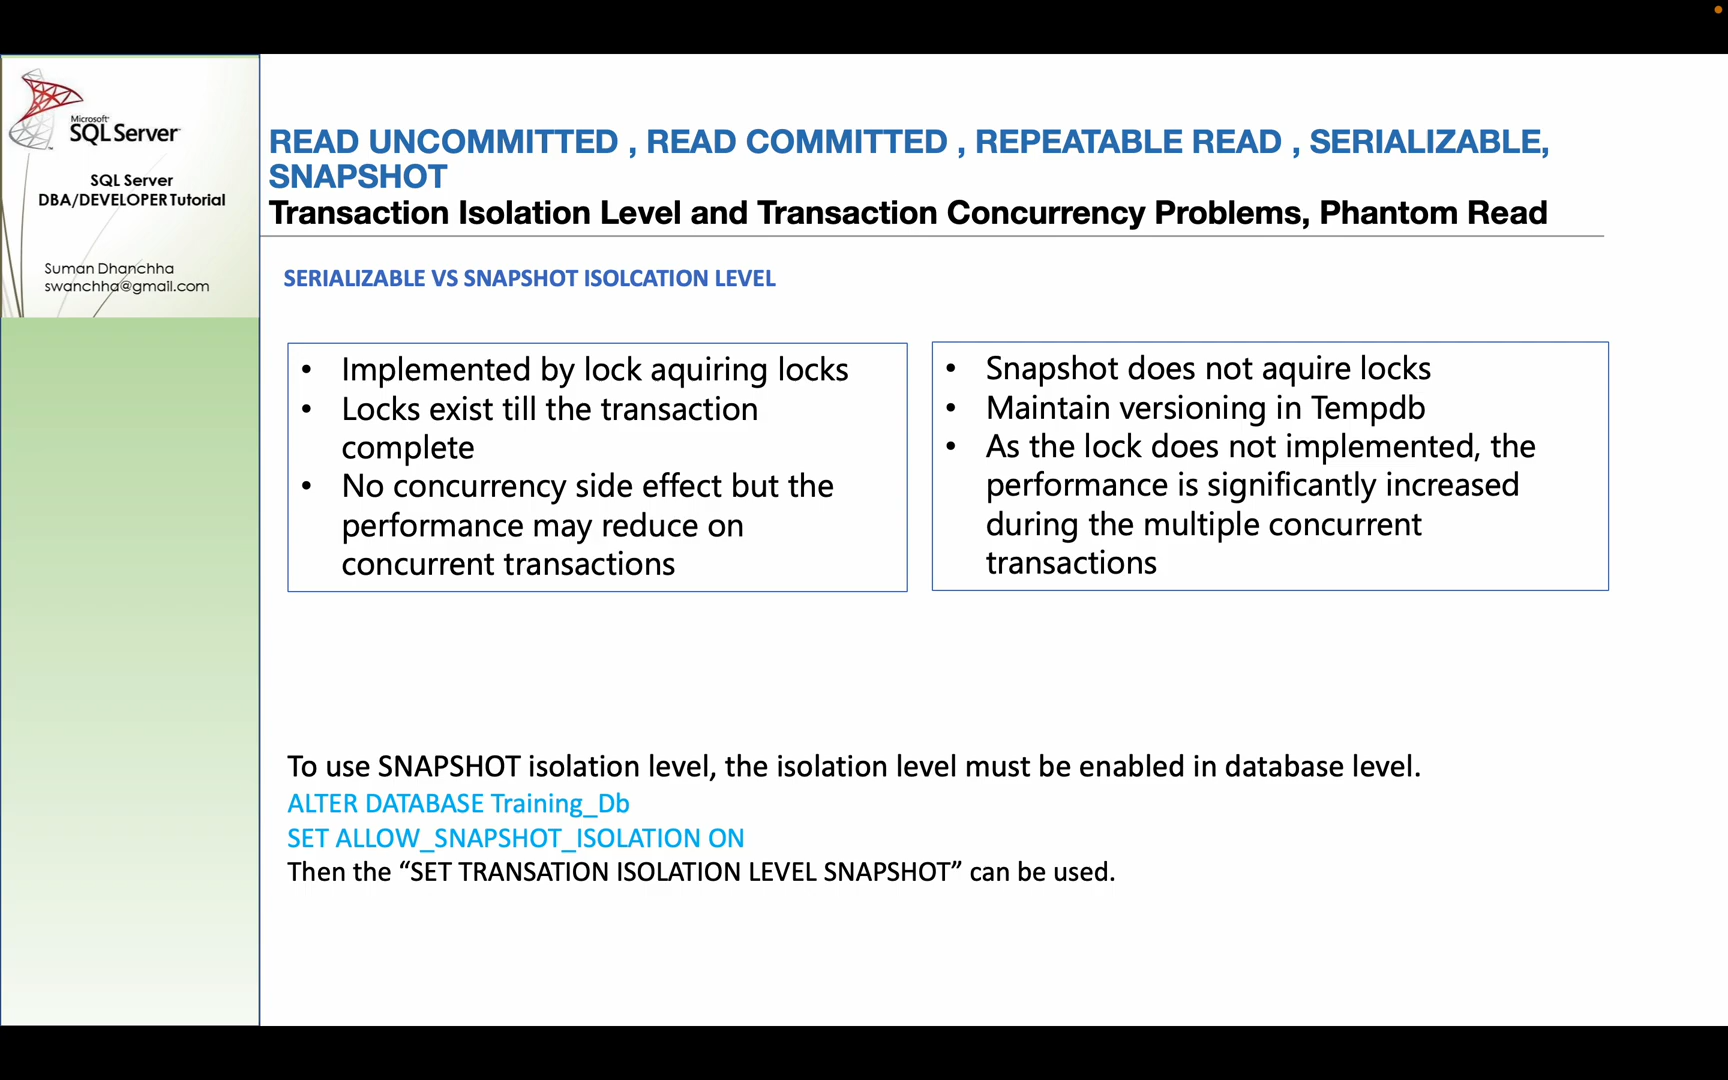 Microsoft®
SQL Server™
SQL Server
DBA/DEVELOPER Tutorial
Suman Dhanchha
swanchha@gmail.com
READ UNCOMMITTED , READ COMMITTED , REPEATABLE READ , SERIALIZABLE,
SNAPSHOT
Transaction Isolation Level and Transaction Concurrency Problems, Phantom Read
SERIALIZABLE VS SNAPSHOT ISOLCATION LEVEL
• Implemented by lock aquiring locks
• Locks exist till the transaction
complete
• No concurrency side effect but the
performance may reduce on
concurrent transactions
• Snapshot does not aquire locks
• Maintain versioning in Tempdb
• As the lock does not implemented, the
performance is significantly increased
during the multiple concurrent
transactions
To use SNAPSHOT isolation level, the isolation level must be enabled in database level.
ALTER DATABASE Training_Db
SET ALLOW_SNAPSHOT_ISOLATION ON
Then the “SET TRANSATION ISOLATION LEVEL SNAPSHOT” can be used.